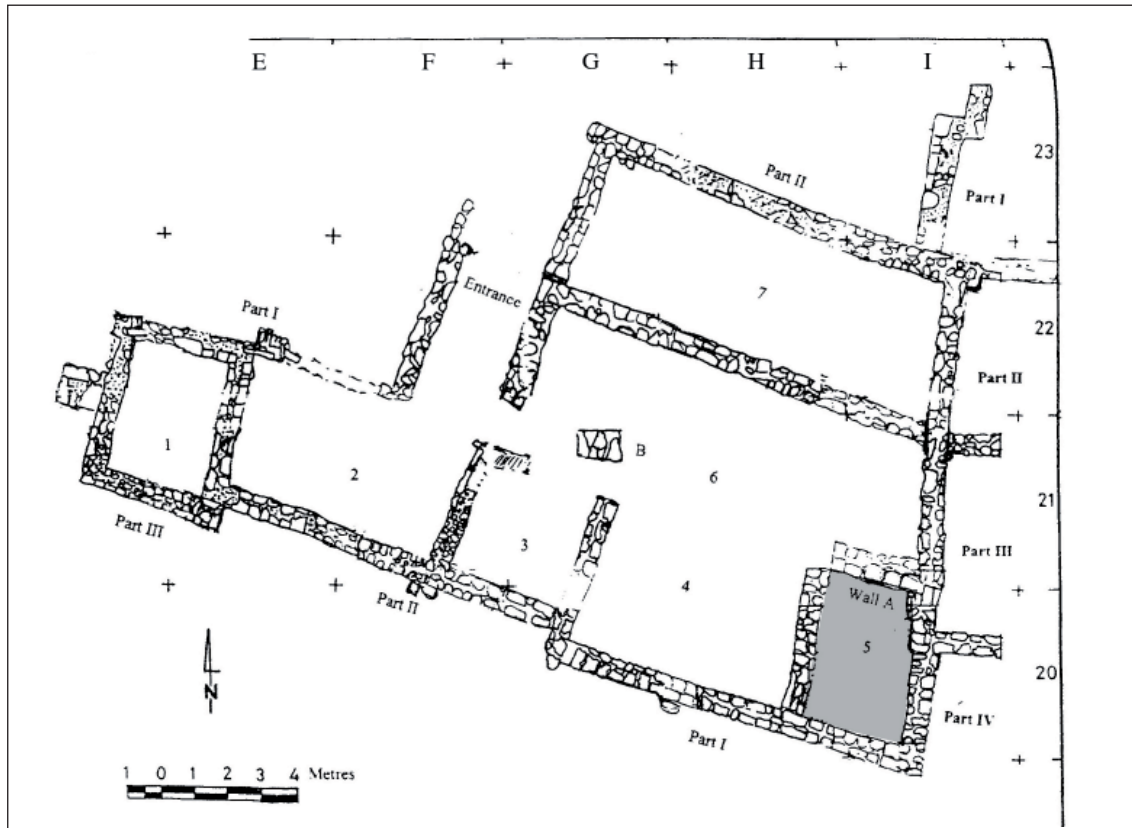 E F G H I
23
Part II
Part I
Entrance
7
Part I
22
Part II
1
2
B
6
21
Part III
3
Part III
4
Wall A
Part II
5
20
Part IV
Part I
N
1 0 1 2 3 4 Metres